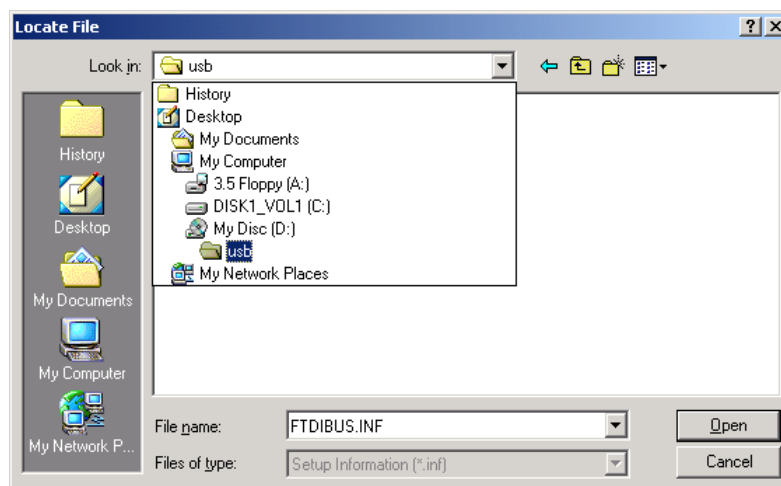 Locate File
Look in:
usb
History
Desktop
My Documents
My Computer
3.5 Floppy (A:)
DISK1_VOL1 (C:)
My Disc (D:)
usb
My Network Places
History
Desktop
My Documents
My Computer
My Network P...
File name:
FTDIBUS.INF
Open
Files of type:
Setup Information (*.inf)
Cancel